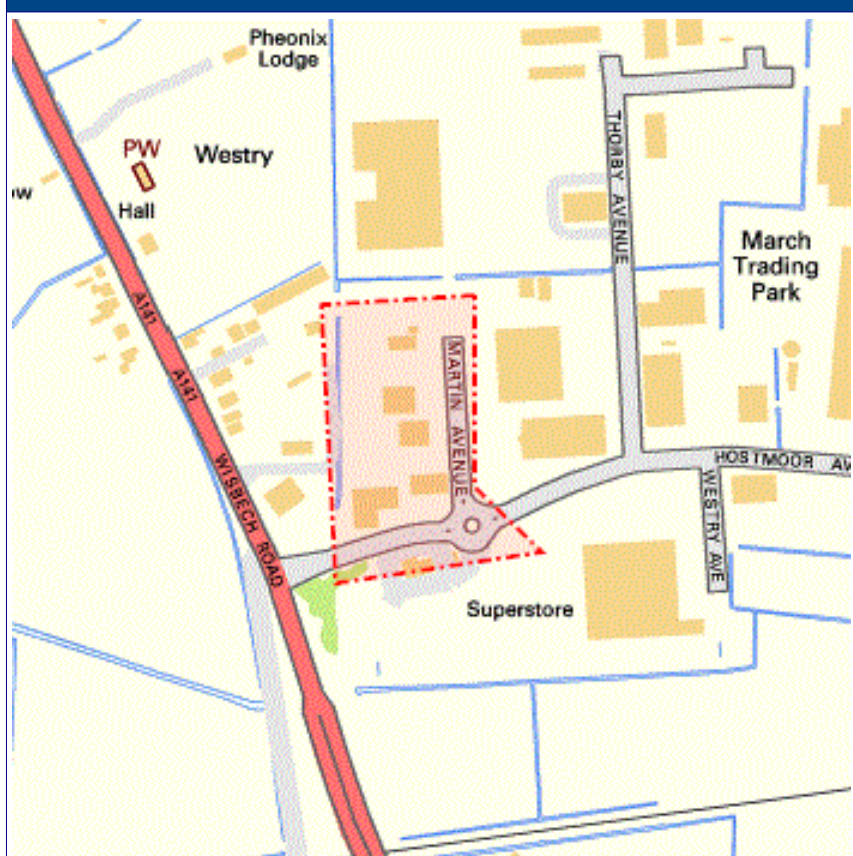 Pheonix
Lodge
PW
Westry
ow
Hall
THORBY AVENUE
March
Trading
Park
A141
A141
MARTIN AVENUE
WISBECH ROAD
HOSTMOOR AV
WESTRY AVE
Superstore